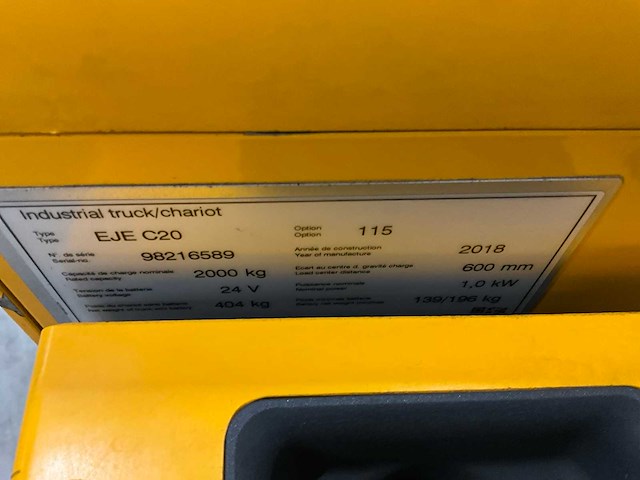 Industrial truck/chariot
Type
Type
EJE C20
Option
Option
115
N° de série
Serial-no.
98216589
Année de construction
Year of manufacture
2018
Capacité de charge nominale
Rated capacity
2000 kg
Ecart au centre d. gravité charge
Load center distance
600 mm
Tension de la batterie
Battery voltage
24 V
Puissance nominale
Nominal power
1,0 kW
404 kg
139/196 kg